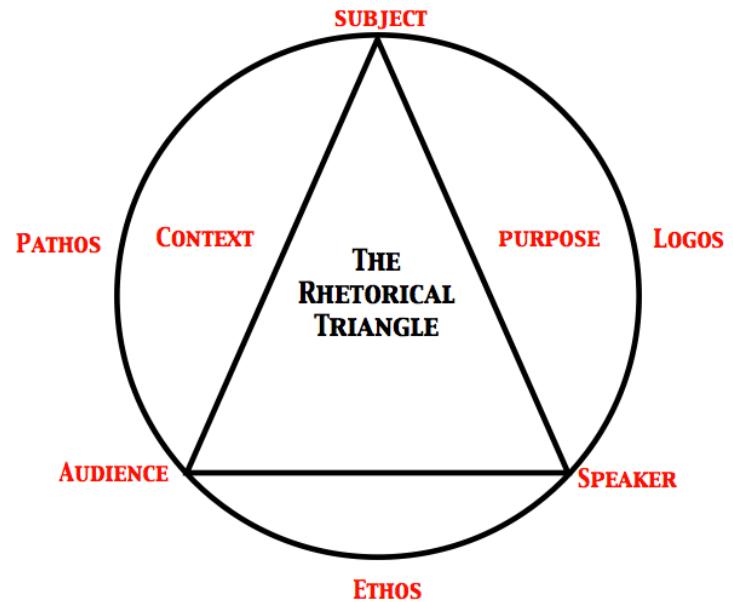 SUBJECT
PATHOS
CONTEXT
PURPOSE
LOGOS
THE
RHETORICAL
TRIANGLE
AUDIENCE
SPEAKER
ETHOS